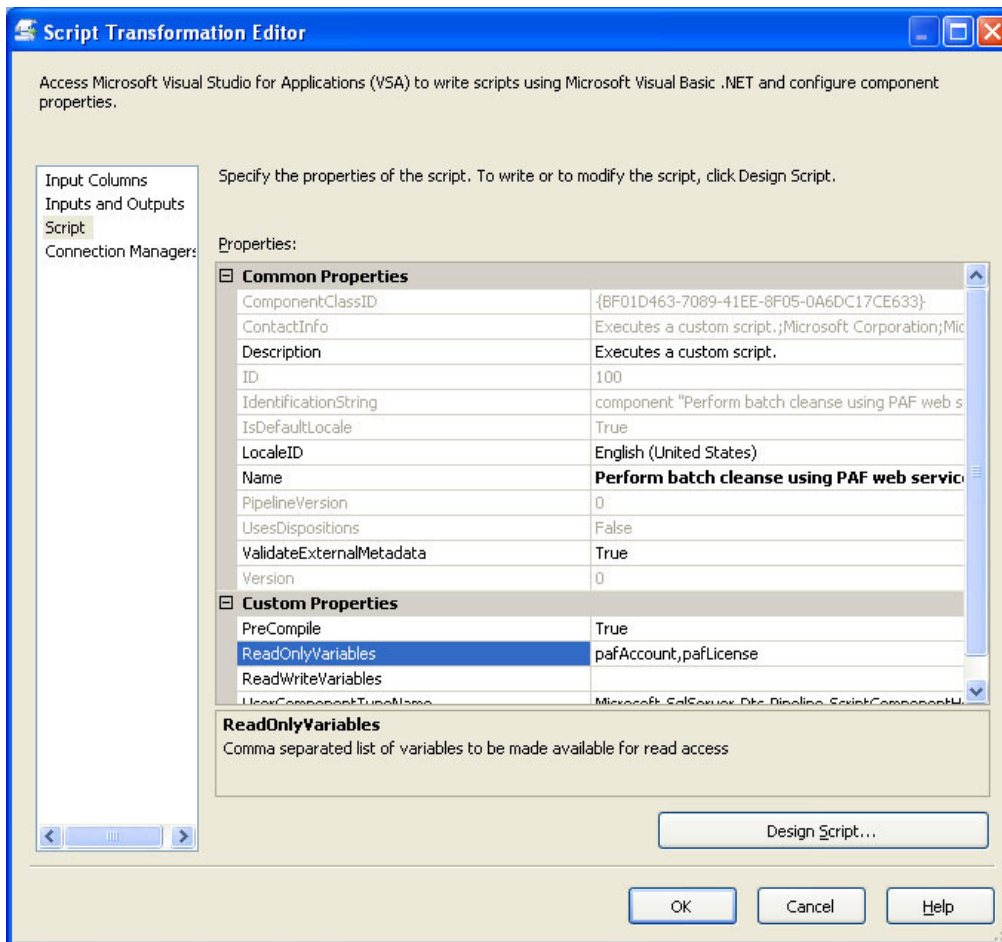 Script Transformation Editor
Access Microsoft Visual Studio for Applications (VSA) to write scripts using Microsoft Visual Basic .NET and configure component
properties.
Input Columns
Inputs and Outputs
Script
Connection Managers
Specify the properties of the script. To write or to modify the script, click Design Script.
Properties:
Common Properties
ComponentClassID {BF01D463-7089-41EE-8F05-0A6DC17CE633}
ContactInfo Executes a custom script.;Microsoft Corporation;Mic
Description Executes a custom script.
ID 100
IdentificationString component "Perform batch cleanse using PAF web s
IsDefaultLocale True
LocaleID English (United States)
Name Perform batch cleanse using PAF web servic
PipelineVersion 0
UsesDispositions False
ValidateExternalMetadata True
Version 0
Custom Properties
PreCompile True
ReadOnlyVariables pafAccount,pafLicense
ReadWriteVariables
UserComponentTypeName Microsoft.SqlServer.Dts.Pipeline.ScriptComponentH
ReadOnlyVariables
Comma separated list of variables to be made available for read access
Design Script...
OK Cancel Help